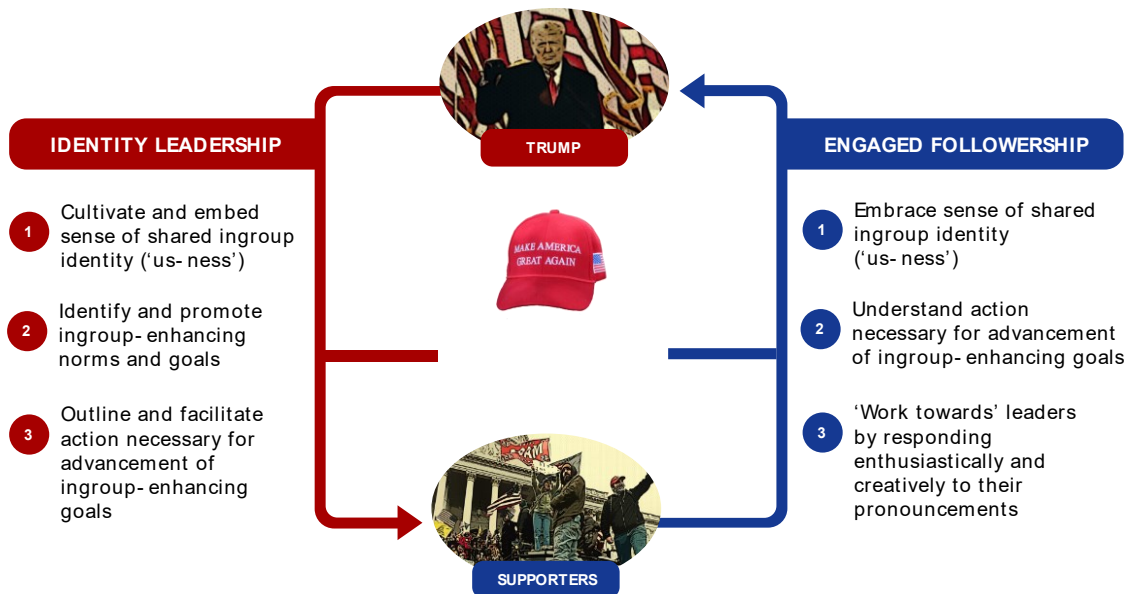 IDENTITY LEADERSHIP
1
Cultivate and embed
sense of shared ingroup
identity (‘us- ness’)
2
Identify and promote
ingroup- enhancing
norms and goals
3
Outline and facilitate
action necessary for
advancement of
ingroup- enhancing
goals
TRUMP
MAKE AMERICA
GREAT AGAIN
SUPPORTERS
ENGAGED FOLLOWERSHIP
1
Embrace sense of shared
ingroup identity
(‘us- ness’)
2
Understand action
necessary for advancement
of ingroup- enhancing goals
3
‘Work towards’ leaders
by responding
enthusiastically and
creatively to their
pronouncements